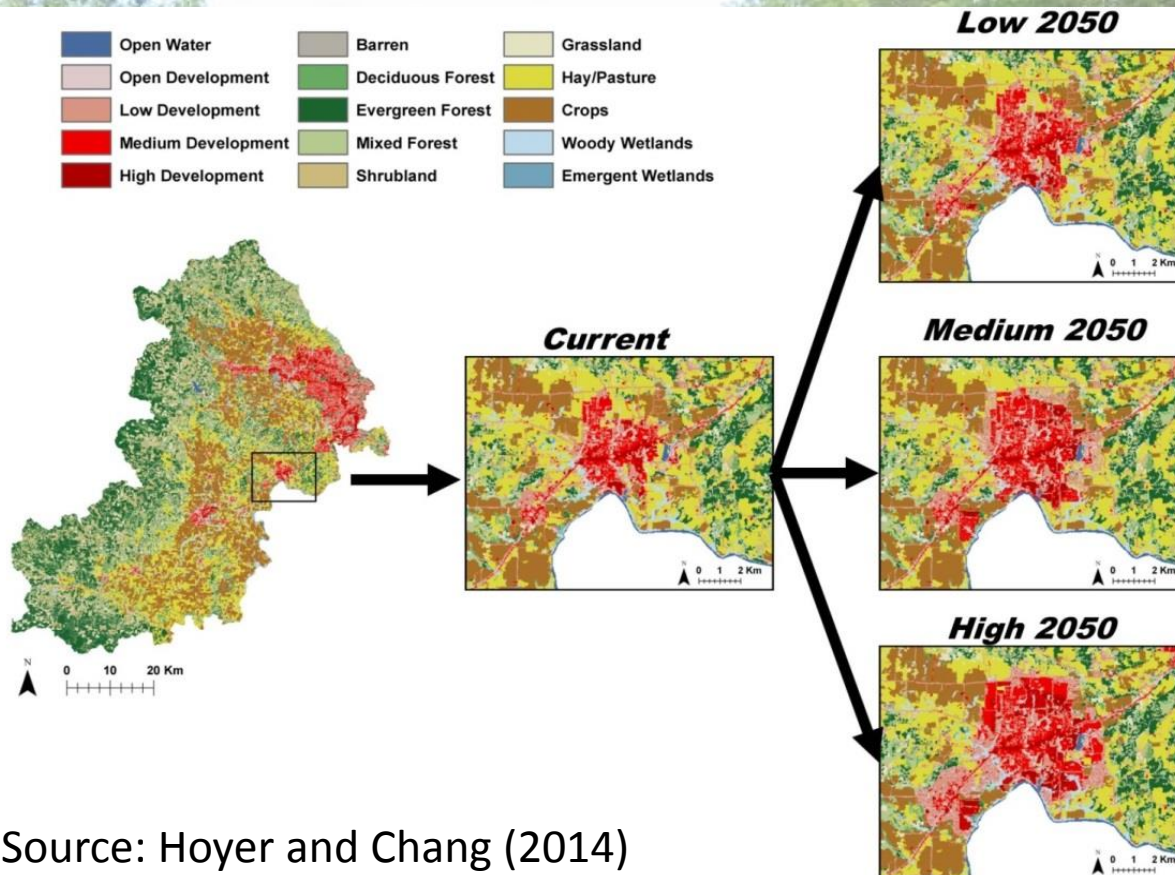 Open Water
Open Development
Low Development
Medium Development
High Development
Barren
Deciduous Forest
Evergreen Forest
Mixed Forest
Shrubland
Grassland
Hay/Pasture
Crops
Woody Wetlands
Emergent Wetlands
Low 2050
N
0 1 2 Km
Current
N
0 1 2 Km
Medium 2050
N
0 1 2 Km
High 2050
N
0 1 2 Km
N
0 10 20 Km
Source: Hoyer and Chang (2014)